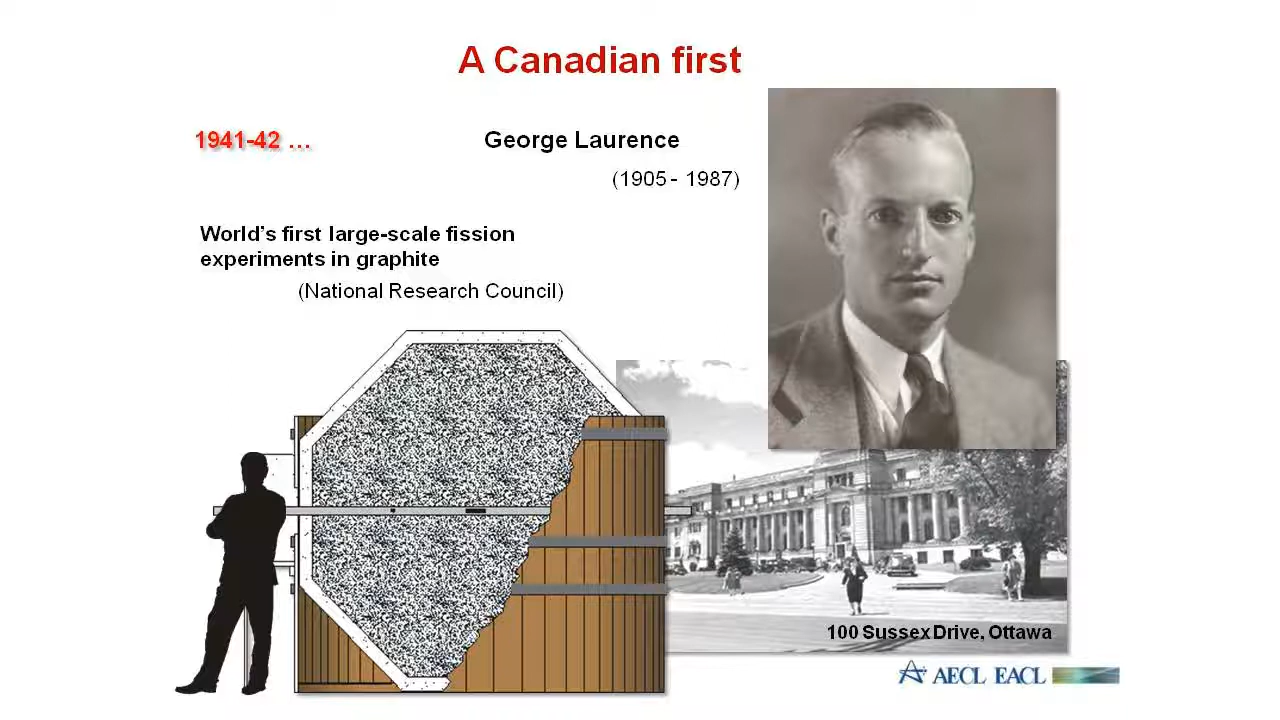 A Canadian first
1941-42 …
George Laurence
(1905 - 1987)
World's first large-scale fission
experiments in graphite
(National Research Council)
100 Sussex Drive, Ottawa
AECL EACL